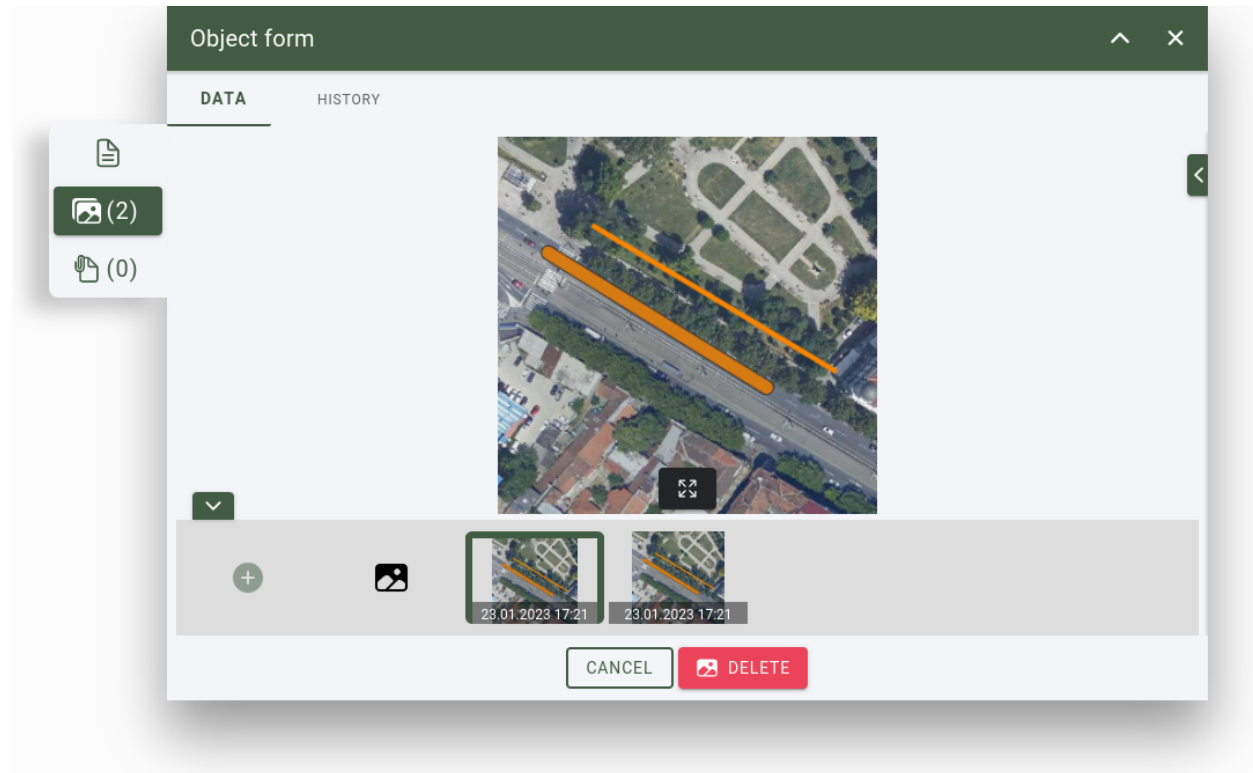 Object form
DATA
HISTORY
(2)
(0)
23.01.2023 17:21
23.01.2023 17:21
CANCEL
DELETE